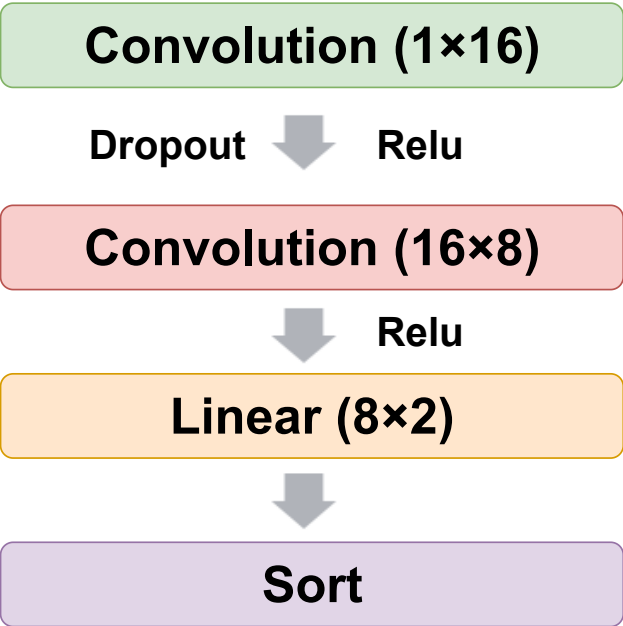 Convolution (1×16)
Dropout Relu
Convolution (16×8)
Relu
Linear (8×2)
Sort